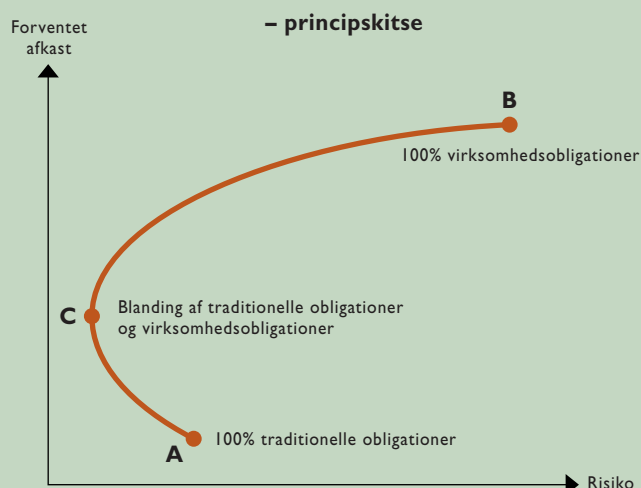 – principskitse
Forventet
afkast
B
100% virksomhedsobligationer
C
Blanding af traditionelle obligationer
og virksomhedsobligationer
100% traditionelle obligationer
A
Risiko